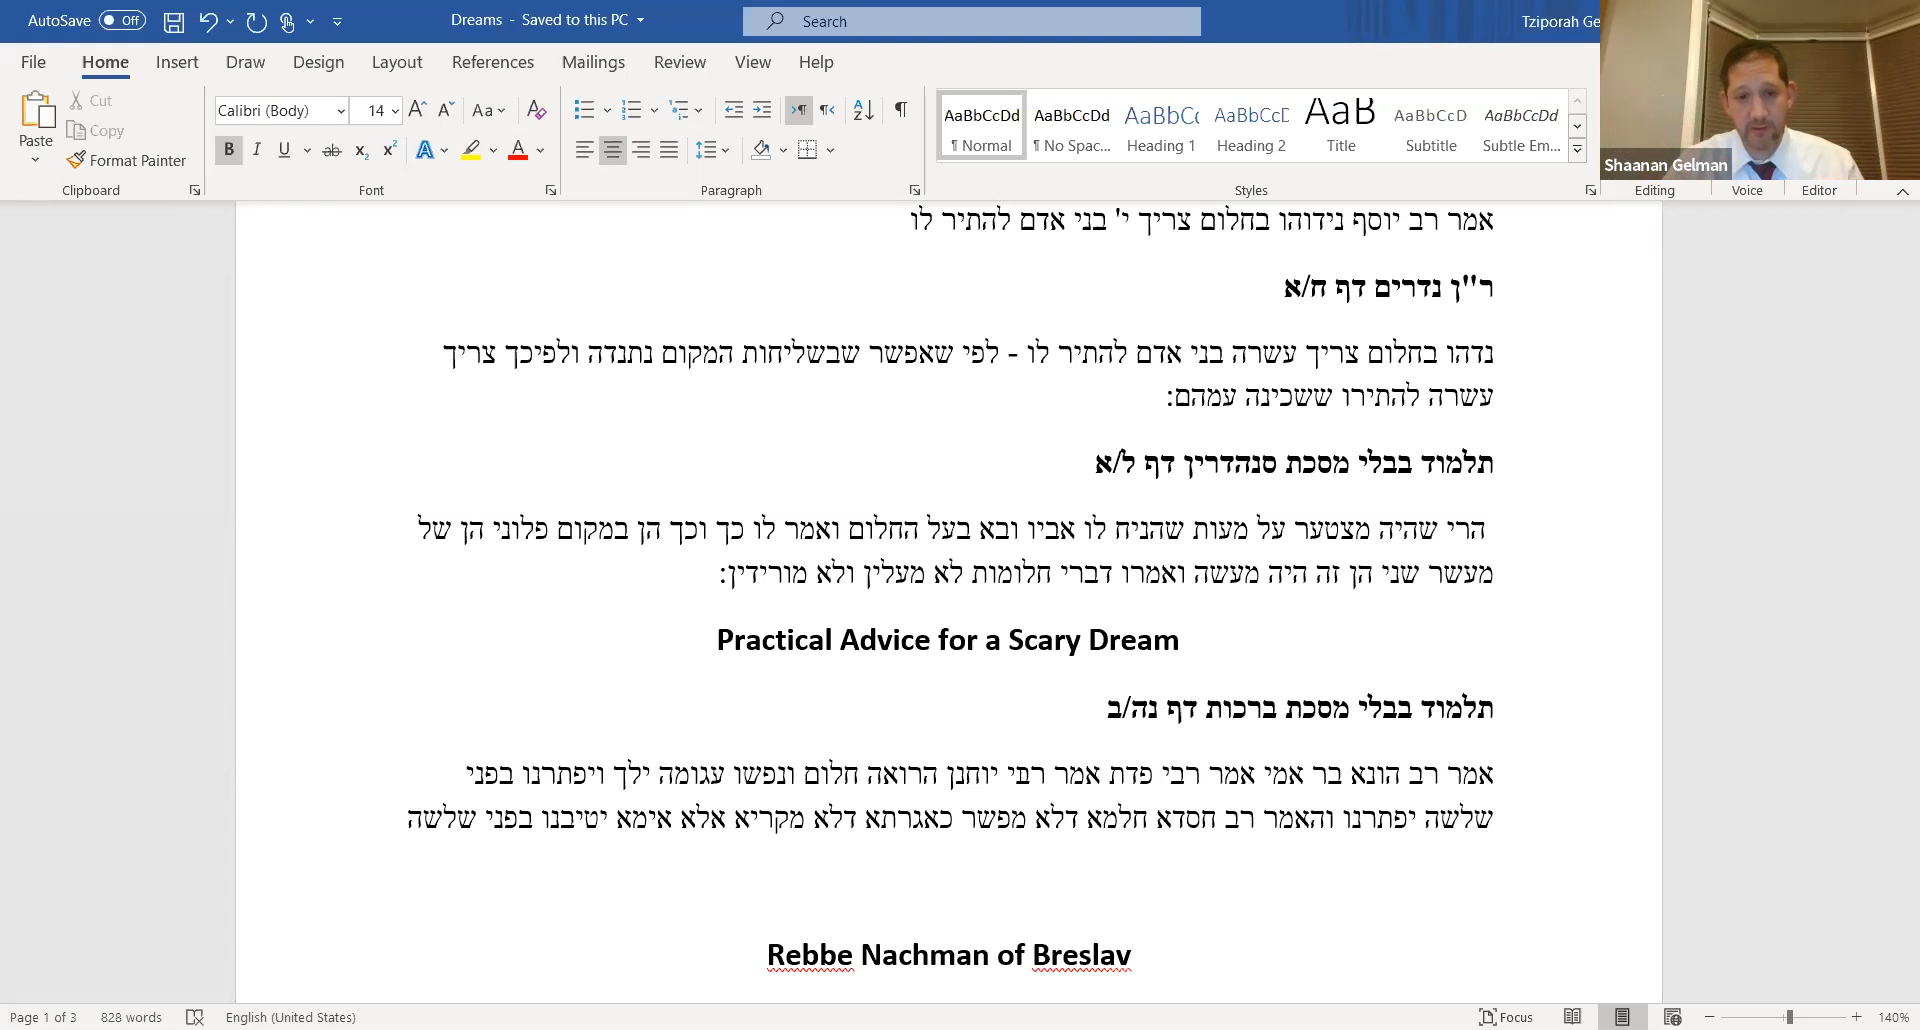 AutoSave Off Dreams - Saved to this PC Search Tziporah Ge
File Home Insert Draw Design Layout References Mailings Review View Help
Paste Cut Copy Format Painter
Calibri (Body) 14 Aa
B I U ab x₂ x² A A
AaBbCcDd AaBbCcDd AaBbCc AaBbCcE AaB AaBbCcD AaBbCcDd
¶ Normal ¶ No Spac... Heading 1 Heading 2 Title Subtitle Subtle Em...
Shaanan Gelman
Clipboard Font Paragraph Styles Editing Voice Editor
אמר רב יוסף נידוהו בחלום צריך י' בני אדם להתיר לו
ר"ן נדרים דף ח/א
נדהו בחלום צריך עשרה בני אדם להתיר לו - לפי שאפשר שבשליחות המקום נתנדה ולפיכך צריך
עשרה להתירו ששכינה עמהם:
תלמוד בבלי מסכת סנהדרין דף ל/א
הרי שהיה מצטער על מעות שהניח לו אביו ובא בעל החלום ואמר לו כך וכך הן במקום פלוני הן של
מעשר שני הן זה היה מעשה ואמרו דברי חלומות לא מעלין ולא מורידין:
Practical Advice for a Scary Dream
תלמוד בבלי מסכת ברכות דף נה/ב
אמר רב הונא בר אמי אמר רבי פדת אמר רבי יוחנן הרואה חלום ונפשו עגומה ילך ויפתרנו בפני
שלשה יפתרנו והאמר רב חסדא חלמא דלא מפשר כאגרתא דלא מקריא אלא אימא יטיבנו בפני שלשה
Rebbe Nachman of Breslav
Page 1 of 3 828 words English (United States) Focus 140%